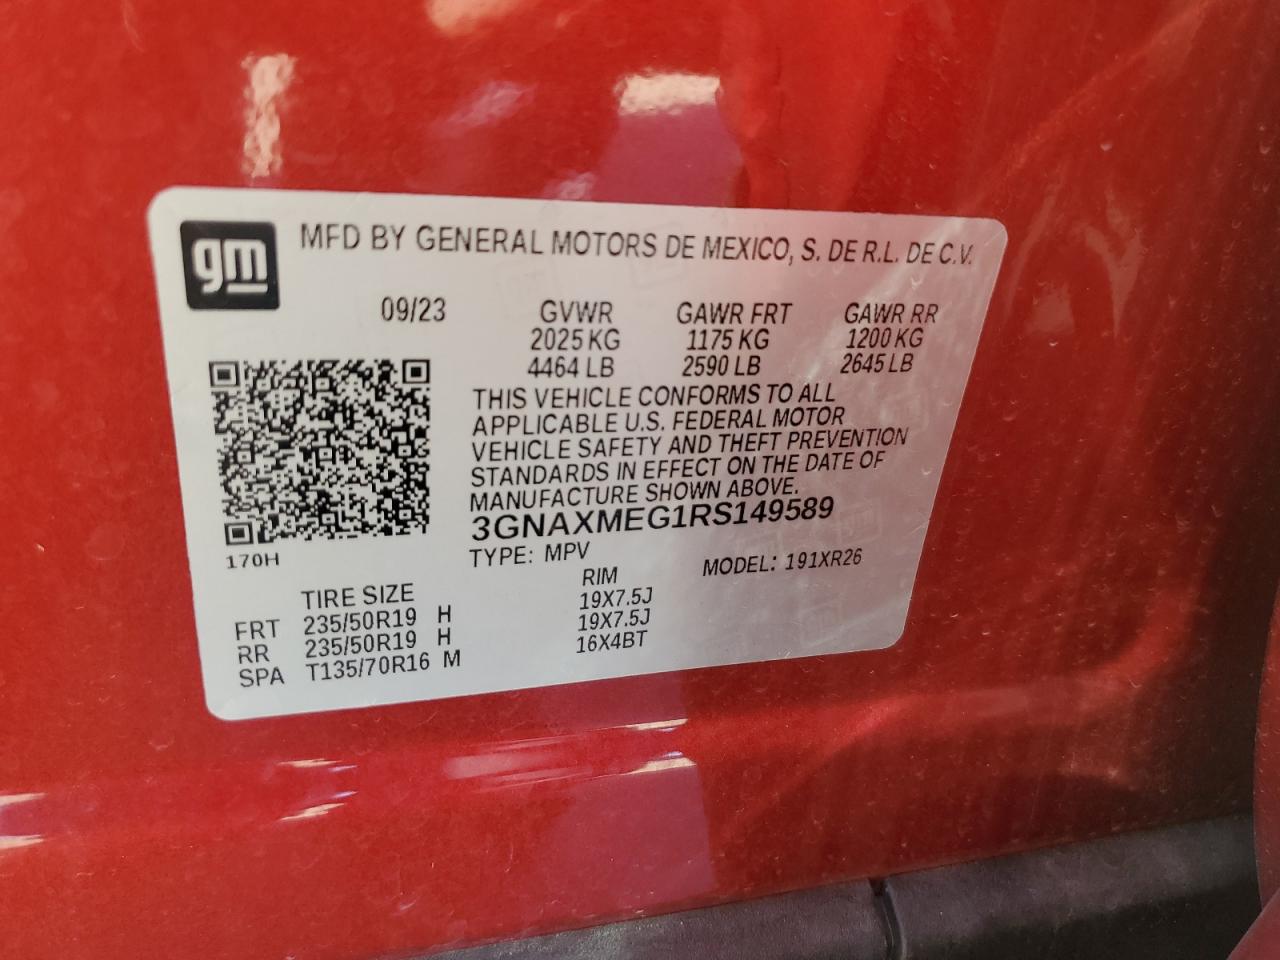 gm
MFD BY GENERAL MOTORS DE MEXICO, S. DE R.L. DE C.V.
09/23 GVWR GAWR FRT GAWR RR
2025 KG 1175 KG 1200 KG
4464 LB 2590 LB 2645 LB
THIS VEHICLE CONFORMS TO ALL
APPLICABLE U.S. FEDERAL MOTOR
VEHICLE SAFETY AND THEFT PREVENTION
STANDARDS IN EFFECT ON THE DATE OF
MANUFACTURE SHOWN ABOVE.
3GNAXMEG1RS149589
170H
TYPE: MPV MODEL: 191XR26
TIRE SIZE RIM
FRT 235/50R19 H 19X7.5J
RR 235/50R19 H 19X7.5J
SPA T135/70R16 M 16X4BT